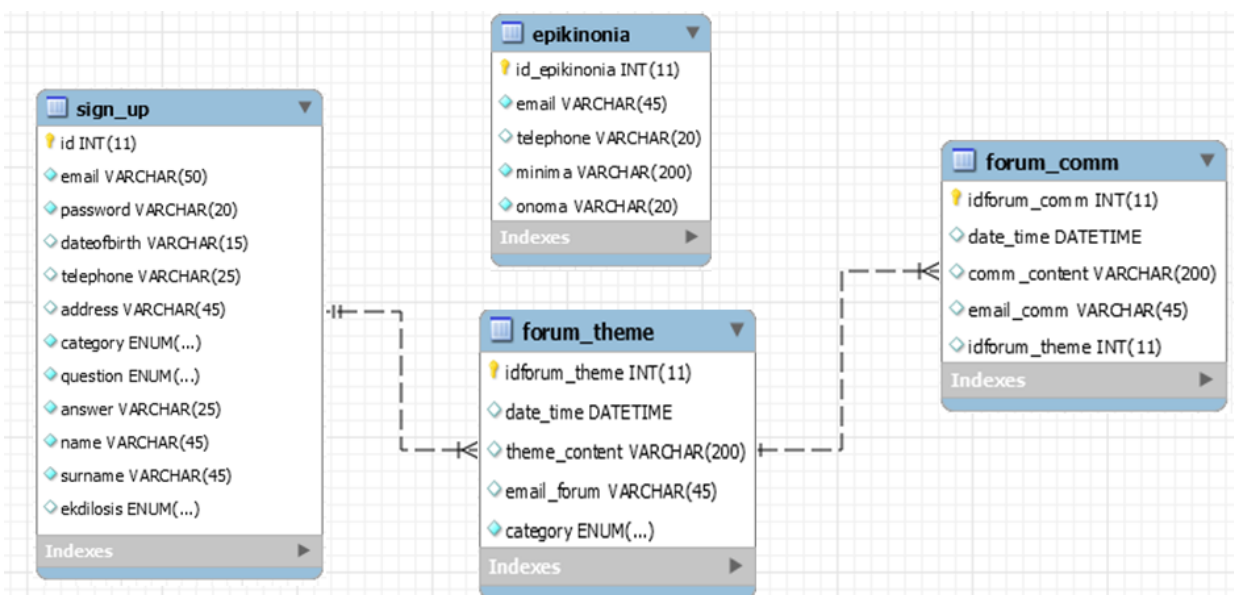 epikinonia
id_epikinonia INT(11)
email VARCHAR(45)
telephone VARCHAR(20)
minima VARCHAR(200)
onoma VARCHAR(20)
Indexes
sign_up
id INT(11)
email VARCHAR(50)
password VARCHAR(20)
dateofbirth VARCHAR(15)
telephone VARCHAR(25)
address VARCHAR(45)
category ENUM(...)
question ENUM(...)
answer VARCHAR(25)
name VARCHAR(45)
surname VARCHAR(45)
ekdilosis ENUM(...)
Indexes
forum_theme
idforum_theme INT(11)
date_time DATETIME
theme_content VARCHAR(200)
email_forum VARCHAR(45)
category ENUM(...)
Indexes
forum_comm
idforum_comm INT(11)
date_time DATETIME
comm_content VARCHAR(200)
email_comm VARCHAR(45)
idforum_theme INT(11)
Indexes